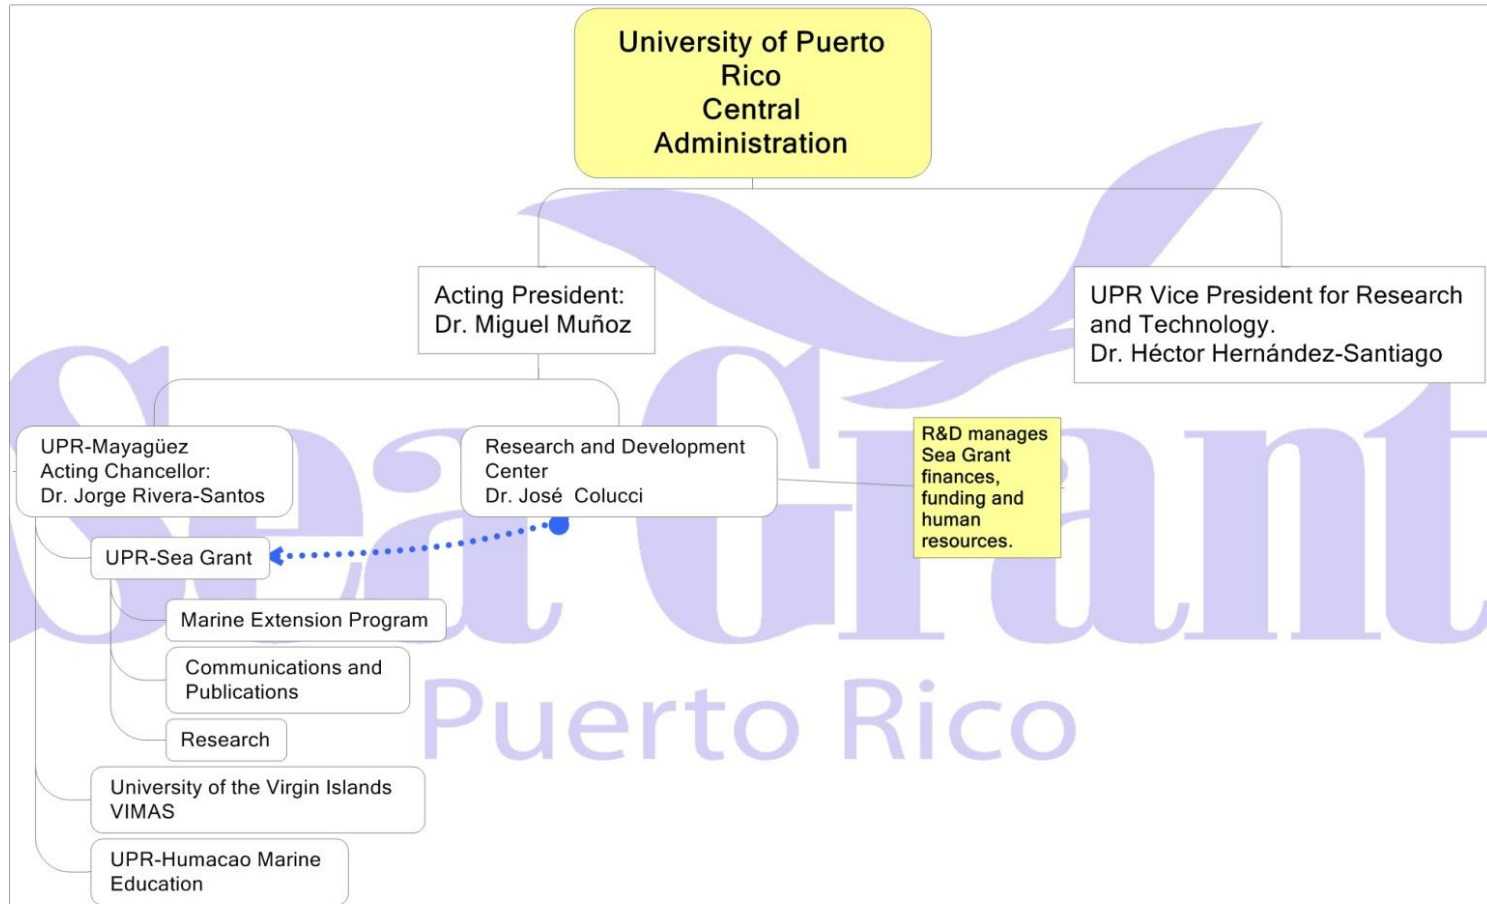 University of Puerto
Rico
Central
Administration
Acting President:
Dr. Miguel Muñoz
UPR Vice President for Research
and Technology.
Dr. Héctor Hernández-Santiago
UPR-Mayagüez
Acting Chancellor:
Dr. Jorge Rivera-Santos
Research and Development
Center
Dr. José Colucci
R&D manages
Sea Grant
finances,
funding and
human
resources.
UPR-Sea Grant
Marine Extension Program
Communications and
Publications
Research
University of the Virgin Islands
VIMAS
UPR-Humacao Marine
Education
Sea Grant
Puerto Rico